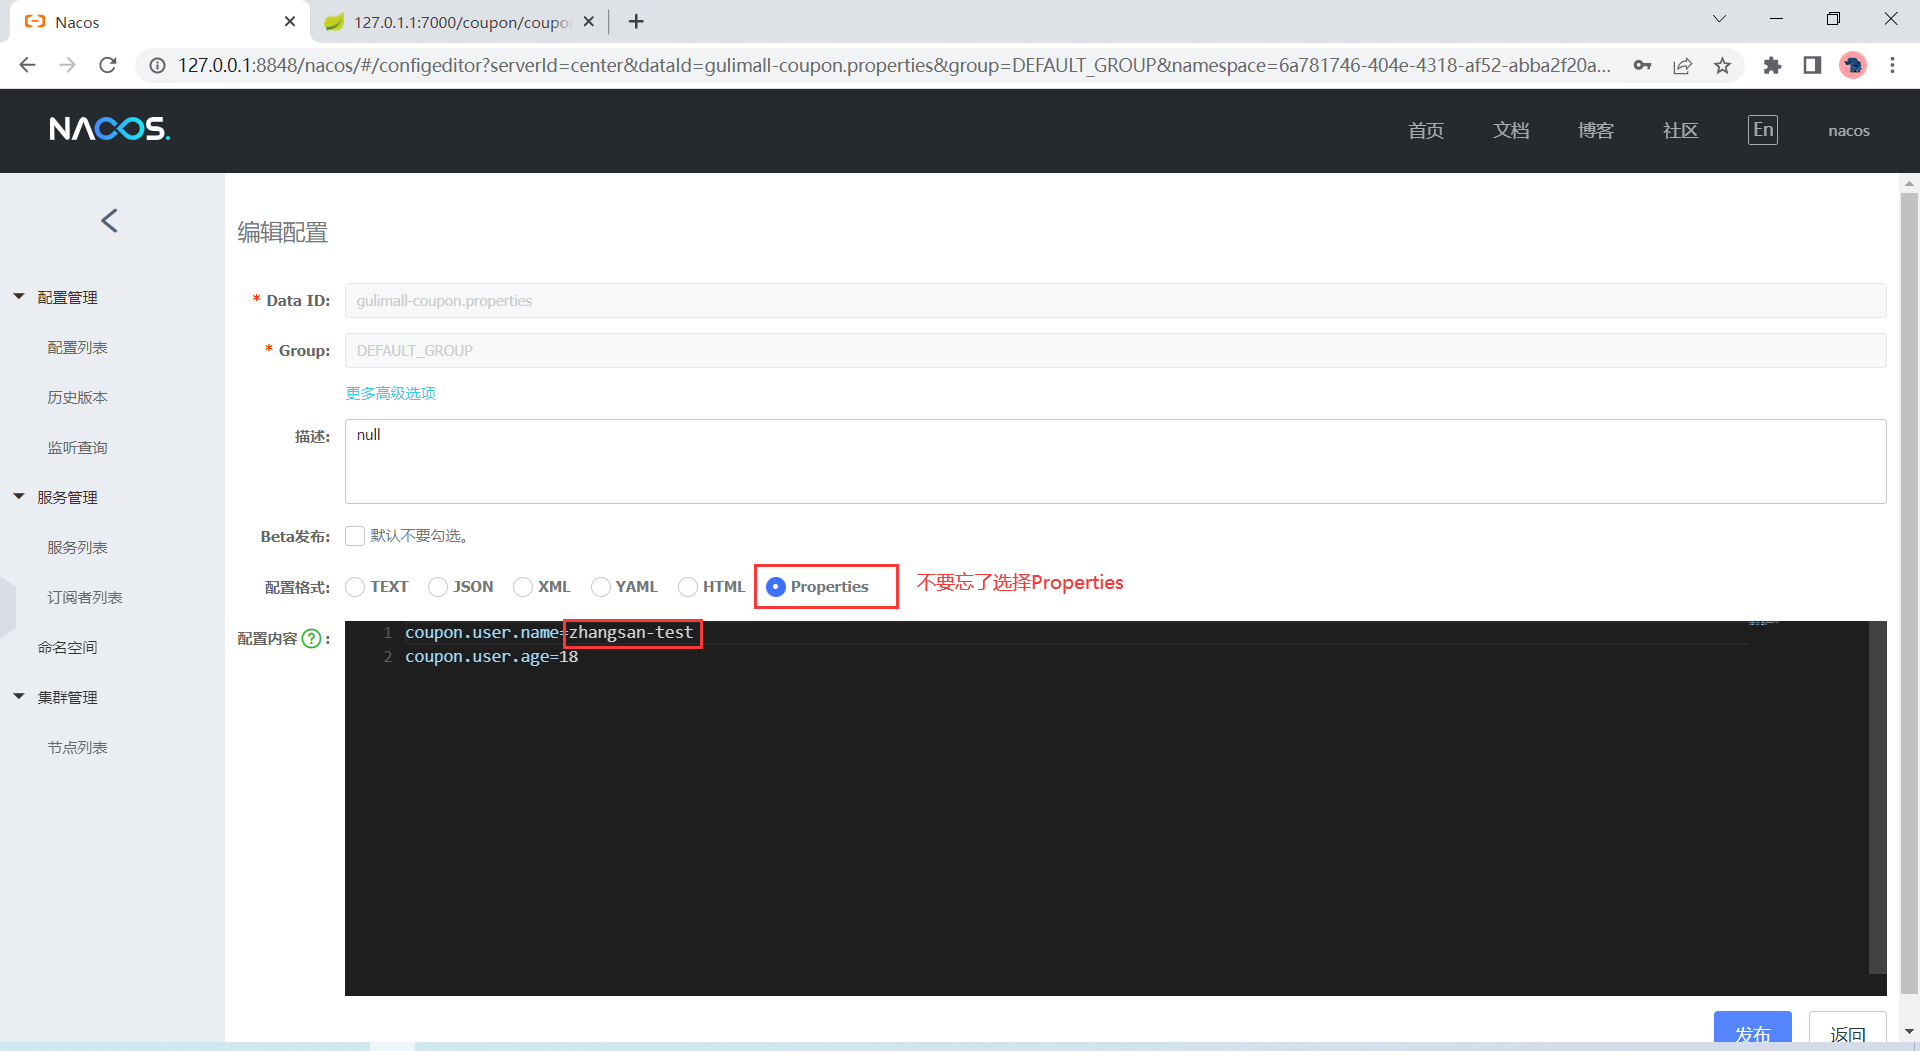 Nacos
127.0.1.1:7000/coupon/coupo
127.0.0.1:8848/nacos/#/configeditor?serverId=center&dataId=gulimall-coupon.properties&group=DEFAULT_GROUP&namespace=6a781746-404e-4318-af52-abba2f20a...
NACOS.
首页
文档
博客
社区
En
nacos
配置管理
配置列表
历史版本
监听查询
服务管理
服务列表
订阅者列表
命名空间
集群管理
节点列表
编辑配置
* Data ID: gulimall-coupon.properties
* Group: DEFAULT_GROUP
更多高级选项
描述: null
Beta发布: 默认不要勾选。
配置格式: TEXT JSON XML YAML HTML Properties 不要忘了选择Properties
配置内容 ? :
1 coupon.user.name=zhangsan-test
2 coupon.user.age=18
发布
返回